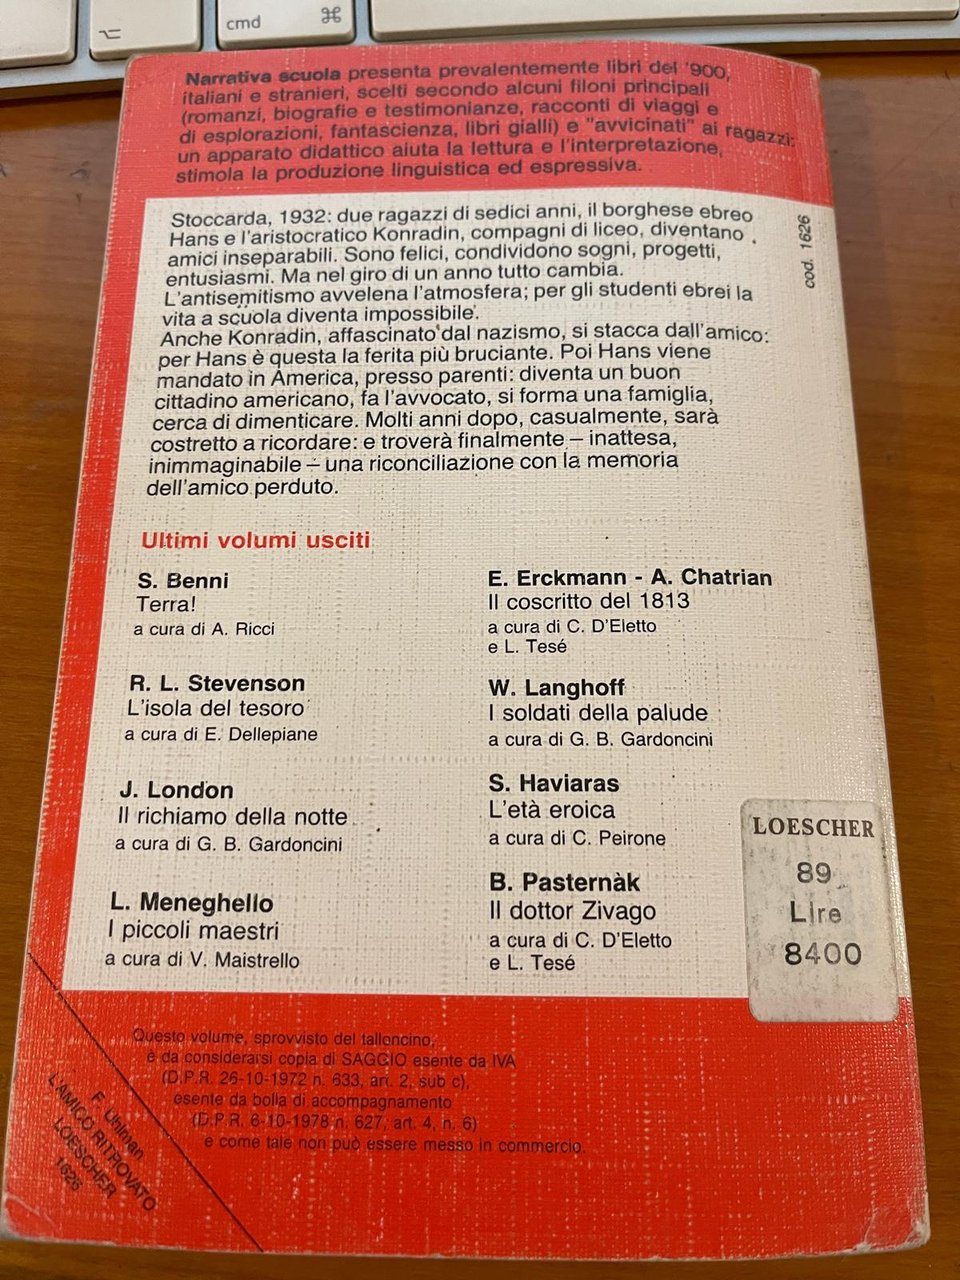 cmd ⌘
⌥
Narrativa scuola presenta prevalentemente libri del '900,
italiani e stranieri, scelti secondo alcuni filoni principali
(romanzi, biografie e testimonianze, racconti di viaggi e
di esplorazioni, fantascienza, libri gialli) e "avvicinati" ai ragazzi:
un apparato didattico aiuta la lettura e l'interpretazione,
stimola la produzione linguistica ed espressiva.
cod. 1626
Stoccarda, 1932: due ragazzi di sedici anni, il borghese ebreo
Hans e l'aristocratico Konradin, compagni di liceo, diventano
amici inseparabili. Sono felici, condividono sogni, progetti,
entusiasmi. Ma nel giro di un anno tutto cambia.
L'antisemitismo avvelena l'atmosfera; per gli studenti ebrei la
vita a scuola diventa impossibile.
Anche Konradin, affascinato dal nazismo, si stacca dall'amico:
per Hans è questa la ferita più bruciante. Poi Hans viene
mandato in America, presso parenti: diventa un buon
cittadino americano, fa l'avvocato, si forma una famiglia,
cerca di dimenticare. Molti anni dopo, casualmente, sarà
costretto a ricordare: e troverà finalmente – inattesa,
inimmaginabile – una riconciliazione con la memoria
dell'amico perduto.
Ultimi volumi usciti
S. Benni
Terra!
a cura di A. Ricci
R. L. Stevenson
L'isola del tesoro
a cura di E. Dellepiane
J. London
Il richiamo della notte
a cura di G. B. Gardoncini
L. Meneghello
I piccoli maestri
a cura di V. Maistrello
E. Erckmann - A. Chatrian
Il coscritto del 1813
a cura di C. D'Eletto
e L. Tesé
W. Langhoff
I soldati della palude
a cura di G. B. Gardoncini
S. Haviaras
L'età eroica
a cura di C. Peirone
B. Pasternàk
Il dottor Zivago
a cura di C. D'Eletto
e L. Tesé
LOESCHER
89
Lire
8400
Questo volume, sprovvisto del talloncino,
è da considerarsi copia di SAGGIO esente da IVA
(D.P.R. 26-10-1972 n. 633, art. 2, sub c),
esente da bolla di accompagnamento
(D.P.R. 6-10-1978 n. 627, art. 4, n. 6)
e come tale non può essere messo in commercio.
F. Uhlman
L'AMICO RITROVATO
LOESCHER
1626